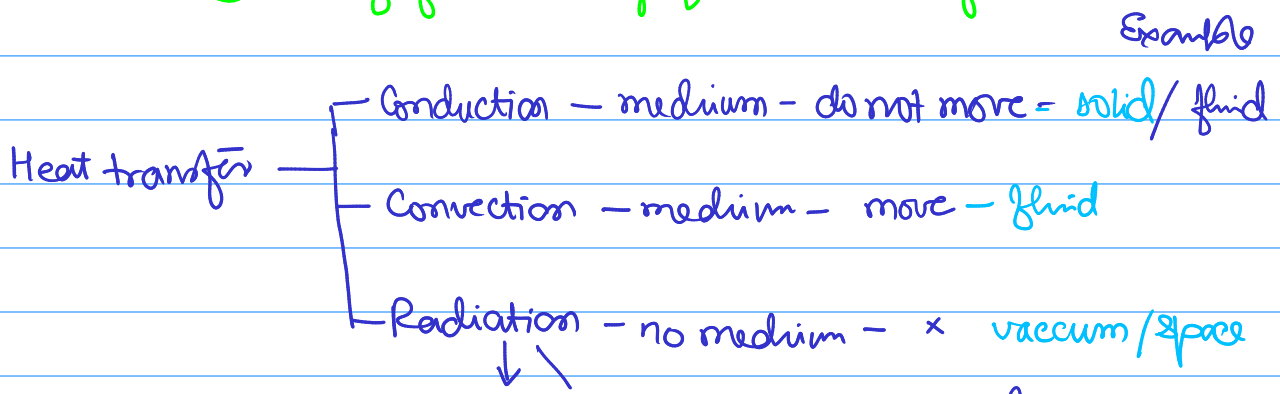 Example
Conduction – medium – do not move = solid / fluid
Heat transfer
Convection – medium – move – fluid
Radiation – no medium – × vaccum / space